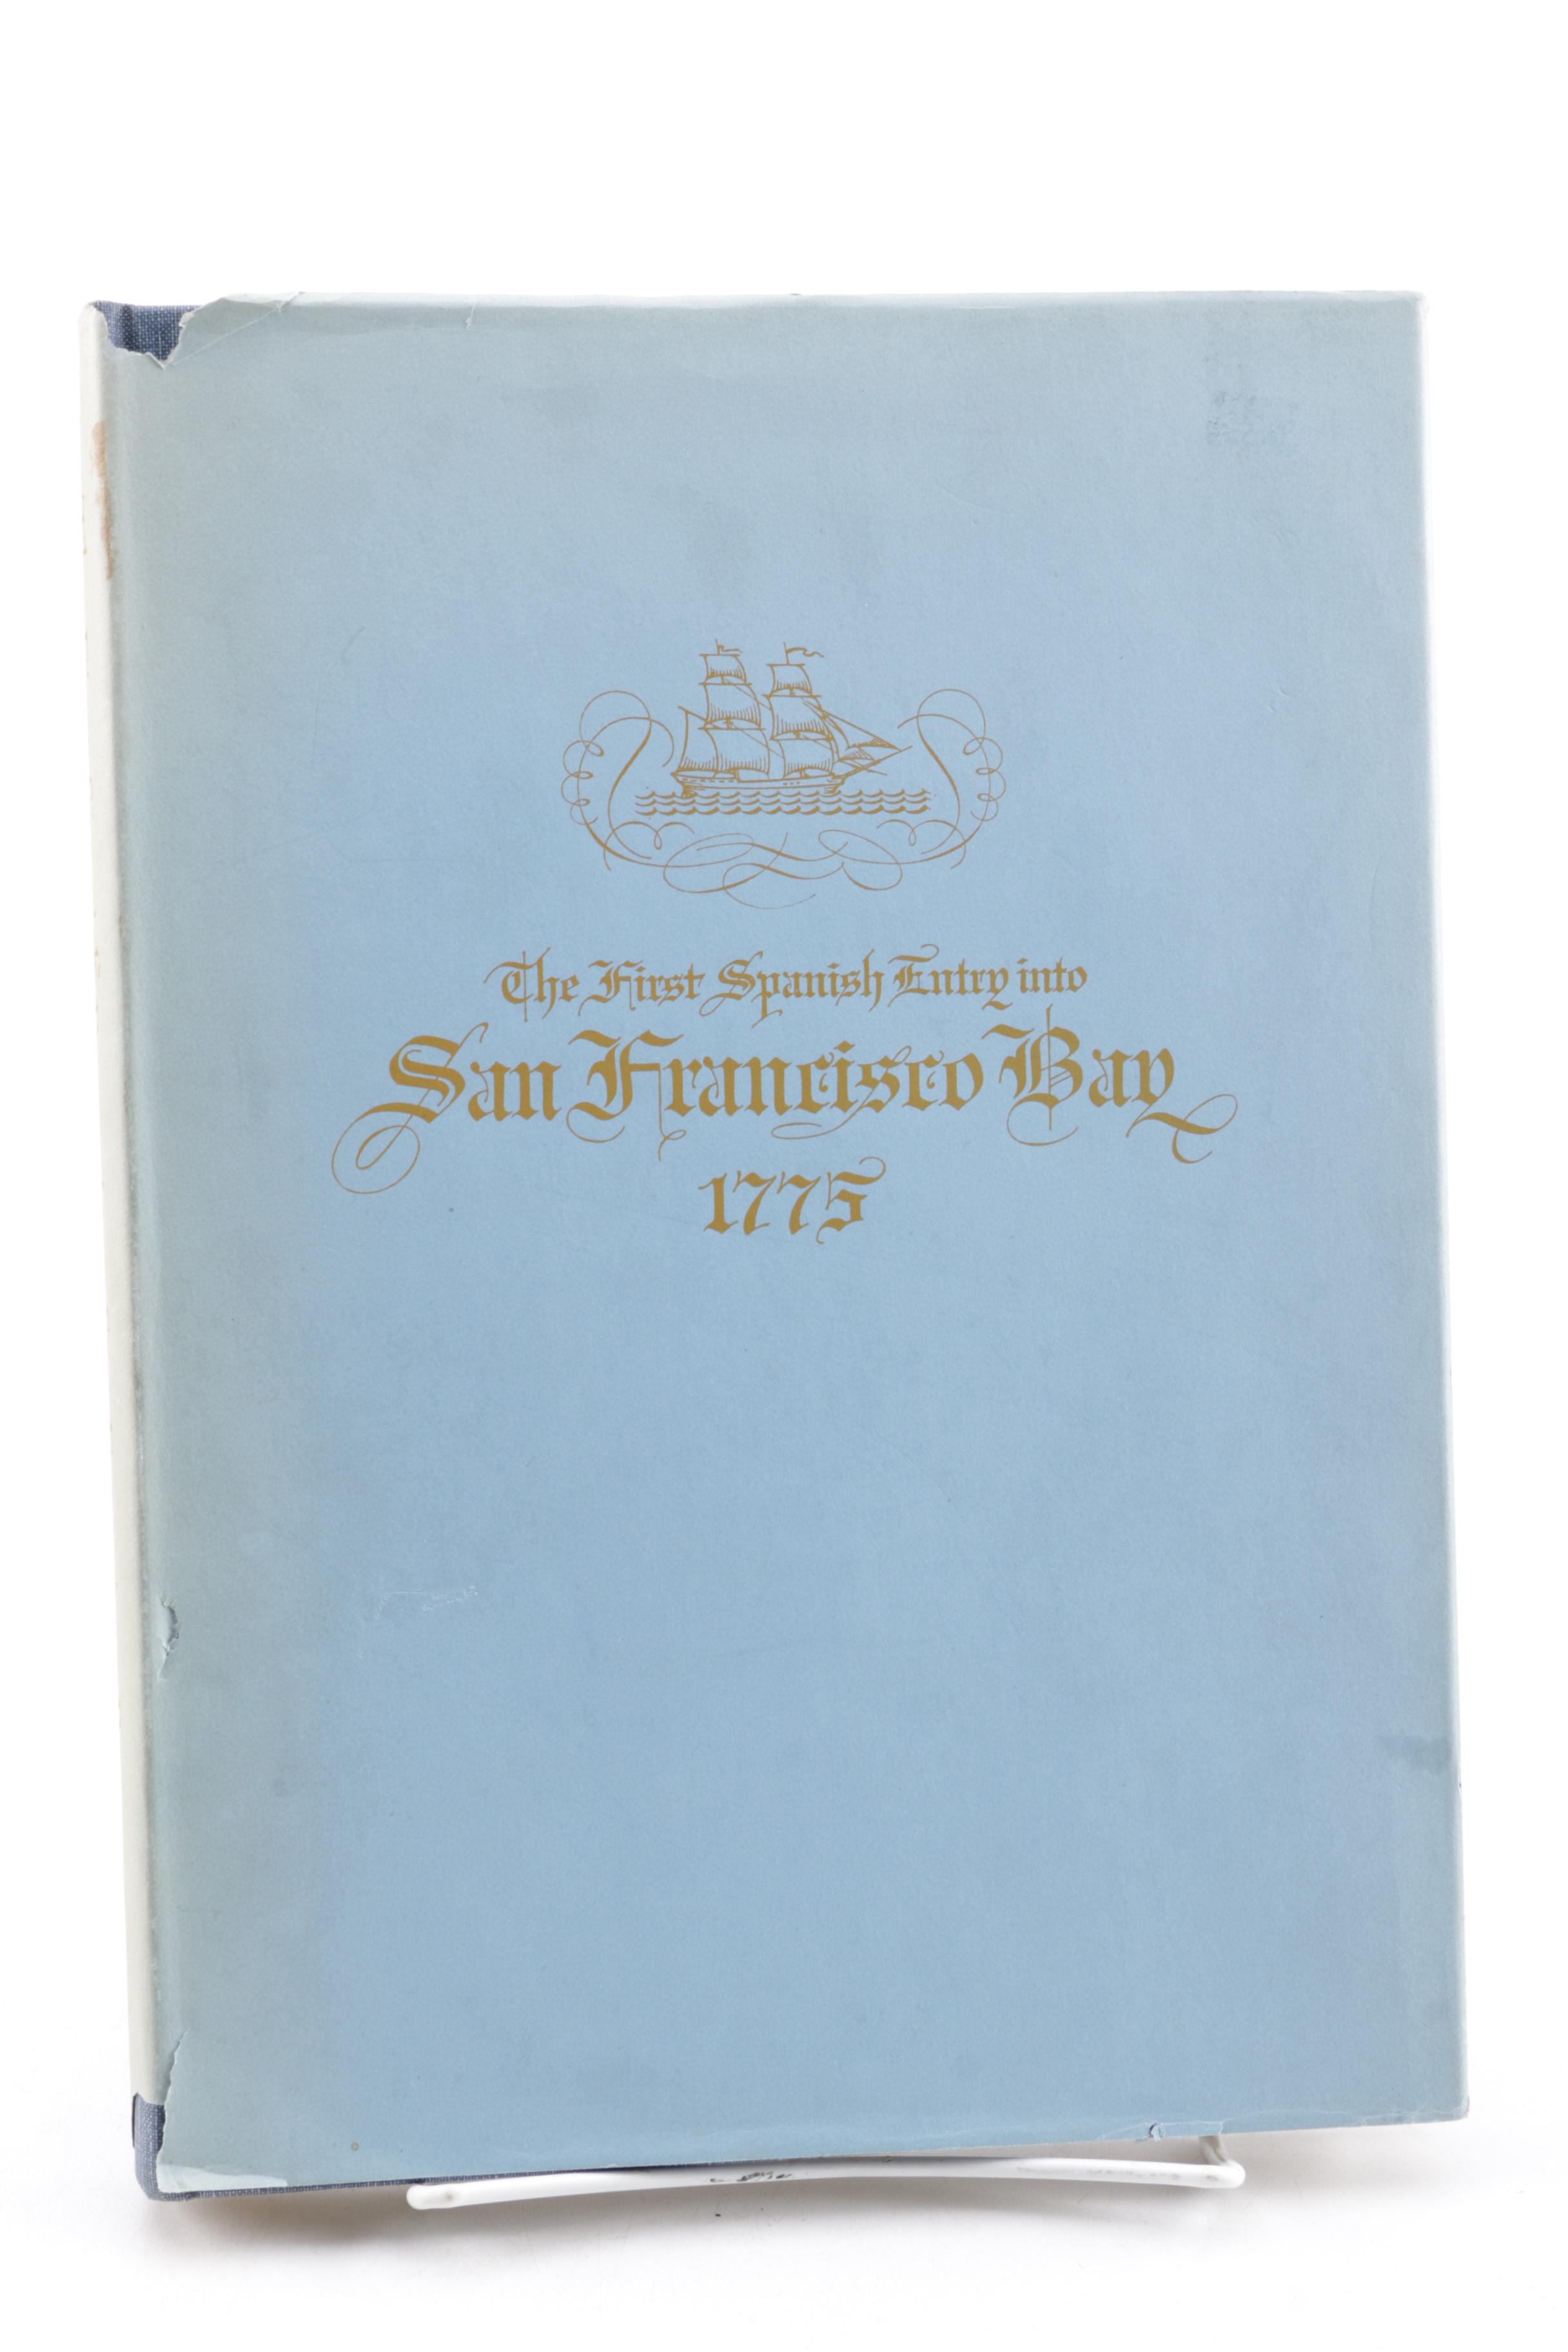 The First Spanish Entry into
San Francisco Bay
1775